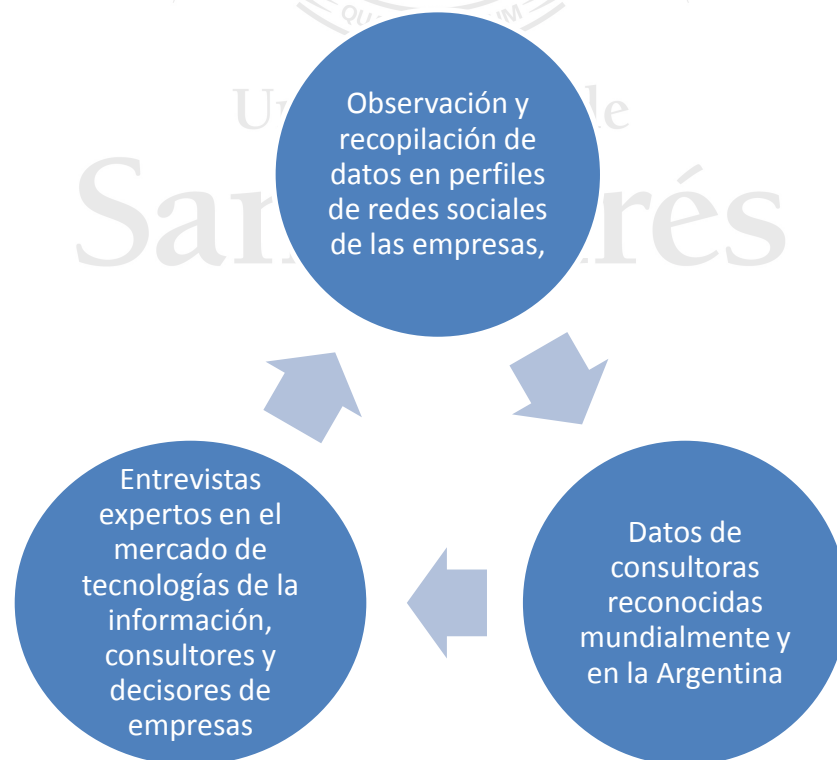 Observación y
recopilación de
datos en perfiles
de redes sociales
de las empresas,
Entrevistas
expertos en el
mercado de
tecnologías de la
información,
consultores y
decisores de
empresas
Datos de
consultoras
reconocidas
mundialmente y
en la Argentina